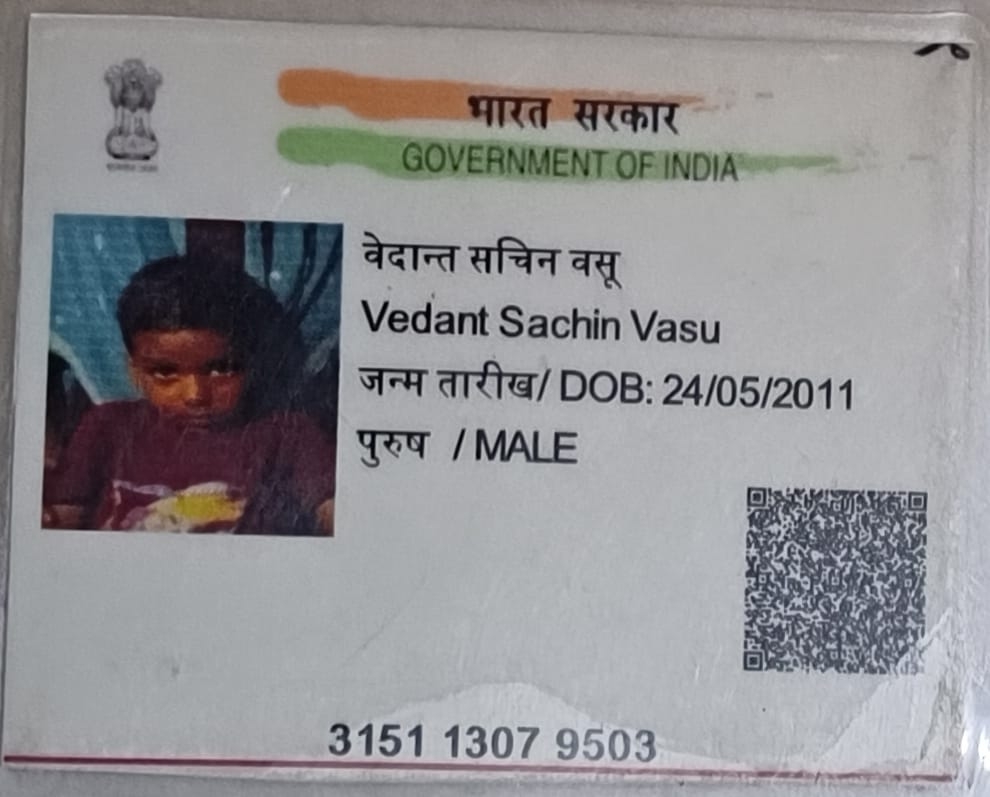 भारत सरकार
GOVERNMENT OF INDIA
वेदान्त सचिन वसू
Vedant Sachin Vasu
जन्म तारीख/ DOB: 24/05/2011
पुरुष / MALE
3151 1307 9503